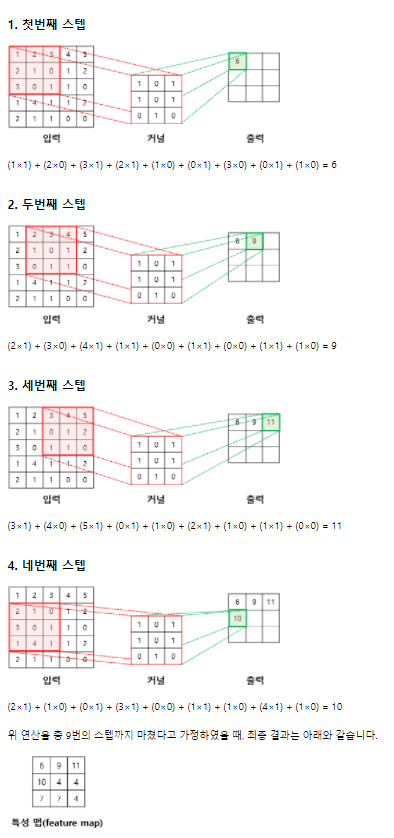 1. 첫번째 스텝
1 2 3 4 5
2 1 0 1 2
3 0 1 1 0
1 4 1 1 2
2 1 1 0 0
1 0 1
1 0 1
0 1 0
6
입력 커널 출력
(1×1) + (2×0) + (3×1) + (2×1) + (1×0) + (0×1) + (3×0) + (0×1) + (1×0) = 6
2. 두번째 스텝
1 2 3 4 5
2 1 0 1 2
3 0 1 1 0
1 4 1 1 2
2 1 1 0 0
1 0 1
1 0 1
0 1 0
6 9
입력 커널 출력
(2×1) + (3×0) + (4×1) + (1×1) + (0×0) + (1×1) + (0×0) + (1×1) + (1×0) = 9
3. 세번째 스텝
1 2 3 4 5
2 1 0 1 2
3 0 1 1 0
1 4 1 1 2
2 1 1 0 0
1 0 1
1 0 1
0 1 0
6 9 11
입력 커널 출력
(3×1) + (4×0) + (5×1) + (0×1) + (1×0) + (2×1) + (1×0) + (1×1) + (0×0) = 11
4. 네번째 스텝
1 2 3 4 5
2 1 0 1 2
3 0 1 1 0
1 4 1 1 2
2 1 1 0 0
1 0 1
1 0 1
0 1 0
6 9 11
10
입력 커널 출력
(2×1) + (1×0) + (0×1) + (3×1) + (0×0) + (1×1) + (1×0) + (4×1) + (1×0) = 10
위 연산을 총 9번의 스텝까지 마쳤다고 가정하였을 때, 최종 결과는 아래와 같습니다.
6 9 11
10 4 4
7 7 4
특성 맵(feature map)